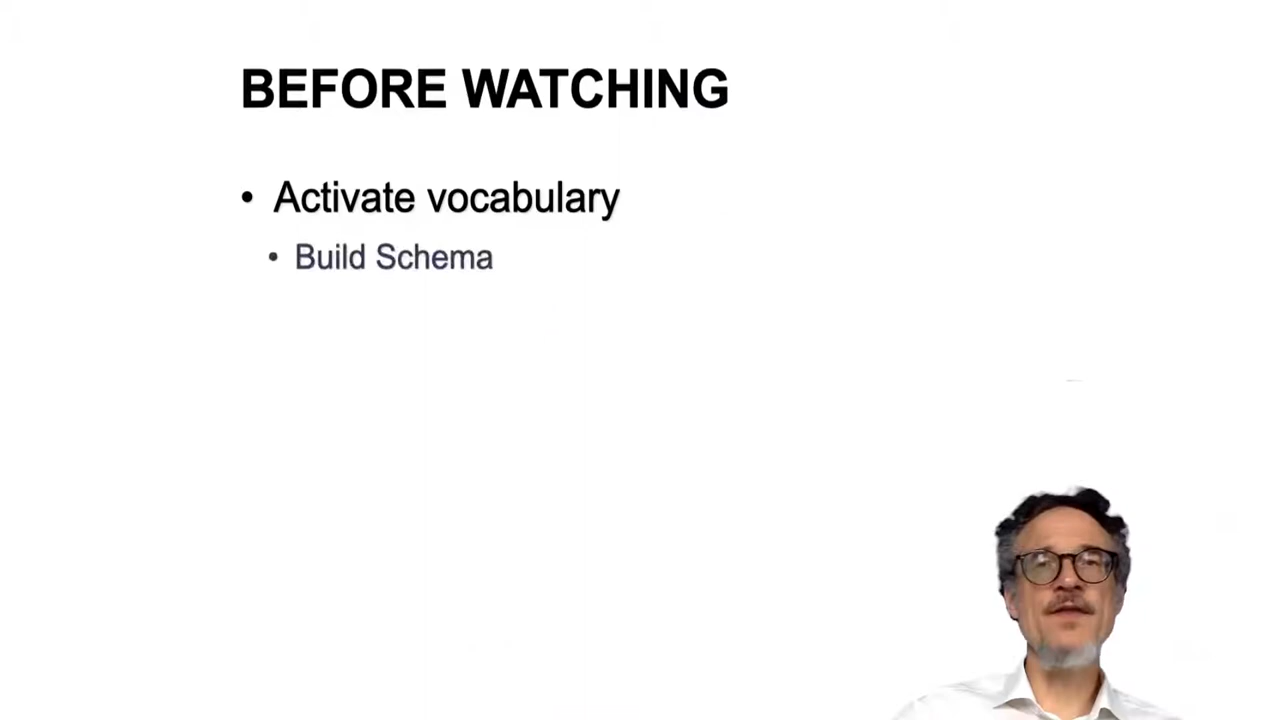 BEFORE WATCHING
• Activate vocabulary
• Build Schema